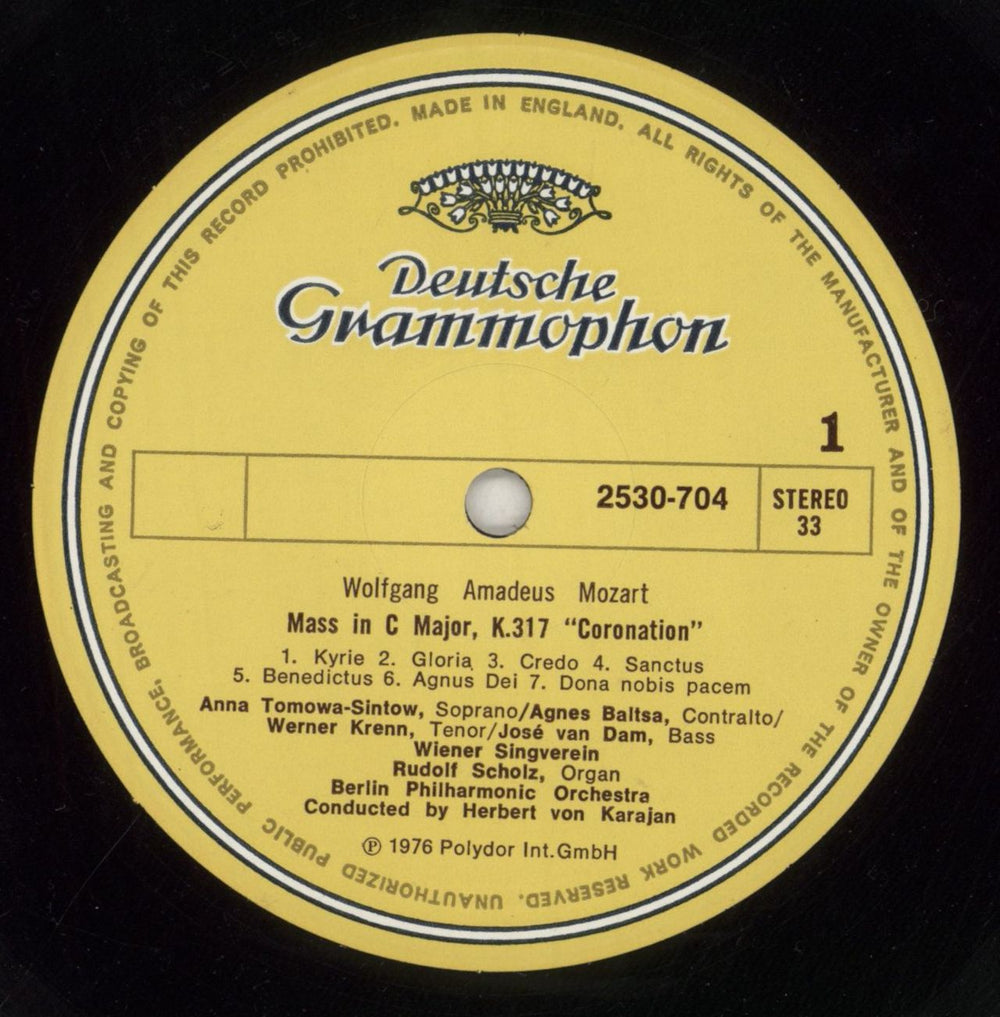 MADE IN ENGLAND. ALL RIGHTS OF THE MANUFACTURER AND OF THE OWNER OF THE RECORDED WORK RESERVED. UNAUTHORIZED PUBLIC PERFORMANCE, BROADCASTING AND COPYING OF THIS RECORD PROHIBITED.
Deutsche
Grammophon
1
2530-704
STEREO
33
Wolfgang Amadeus Mozart
Mass in C Major, K.317 "Coronation"
1. Kyrie 2. Gloria 3. Credo 4. Sanctus
5. Benedictus 6. Agnus Dei 7. Dona nobis pacem
Anna Tomowa-Sintow, Soprano/Agnes Baltsa, Contralto/
Werner Krenn, Tenor/José van Dam, Bass
Wiener Singverein
Rudolf Scholz, Organ
Berlin Philharmonic Orchestra
Conducted by Herbert von Karajan
℗ 1976 Polydor Int.GmbH